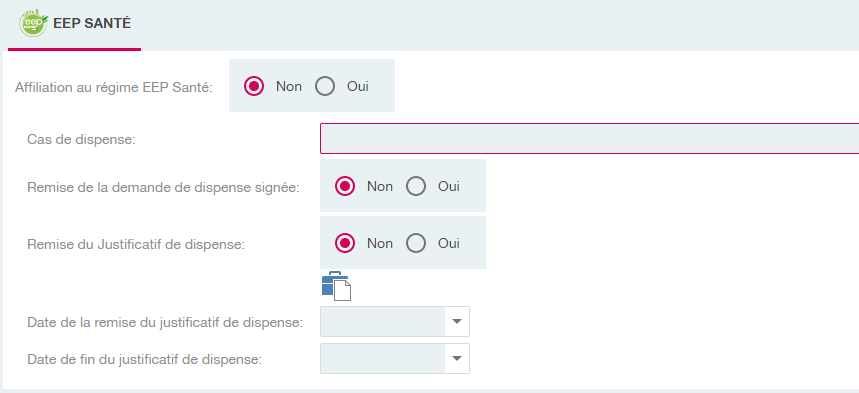 eep
EEP SANTÉ
Affiliation au régime EEP Santé: Non Oui
Cas de dispense:
Remise de la demande de dispense signée: Non Oui
Remise du Justificatif de dispense: Non Oui
Date de la remise du justificatif de dispense:
Date de fin du justificatif de dispense: